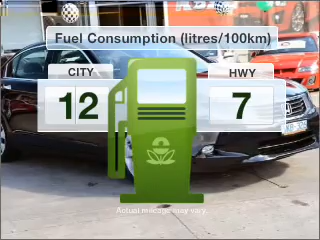 Fuel Consumption (litres/100km)
CITY
HWY
12
7
Actual mileage may vary.